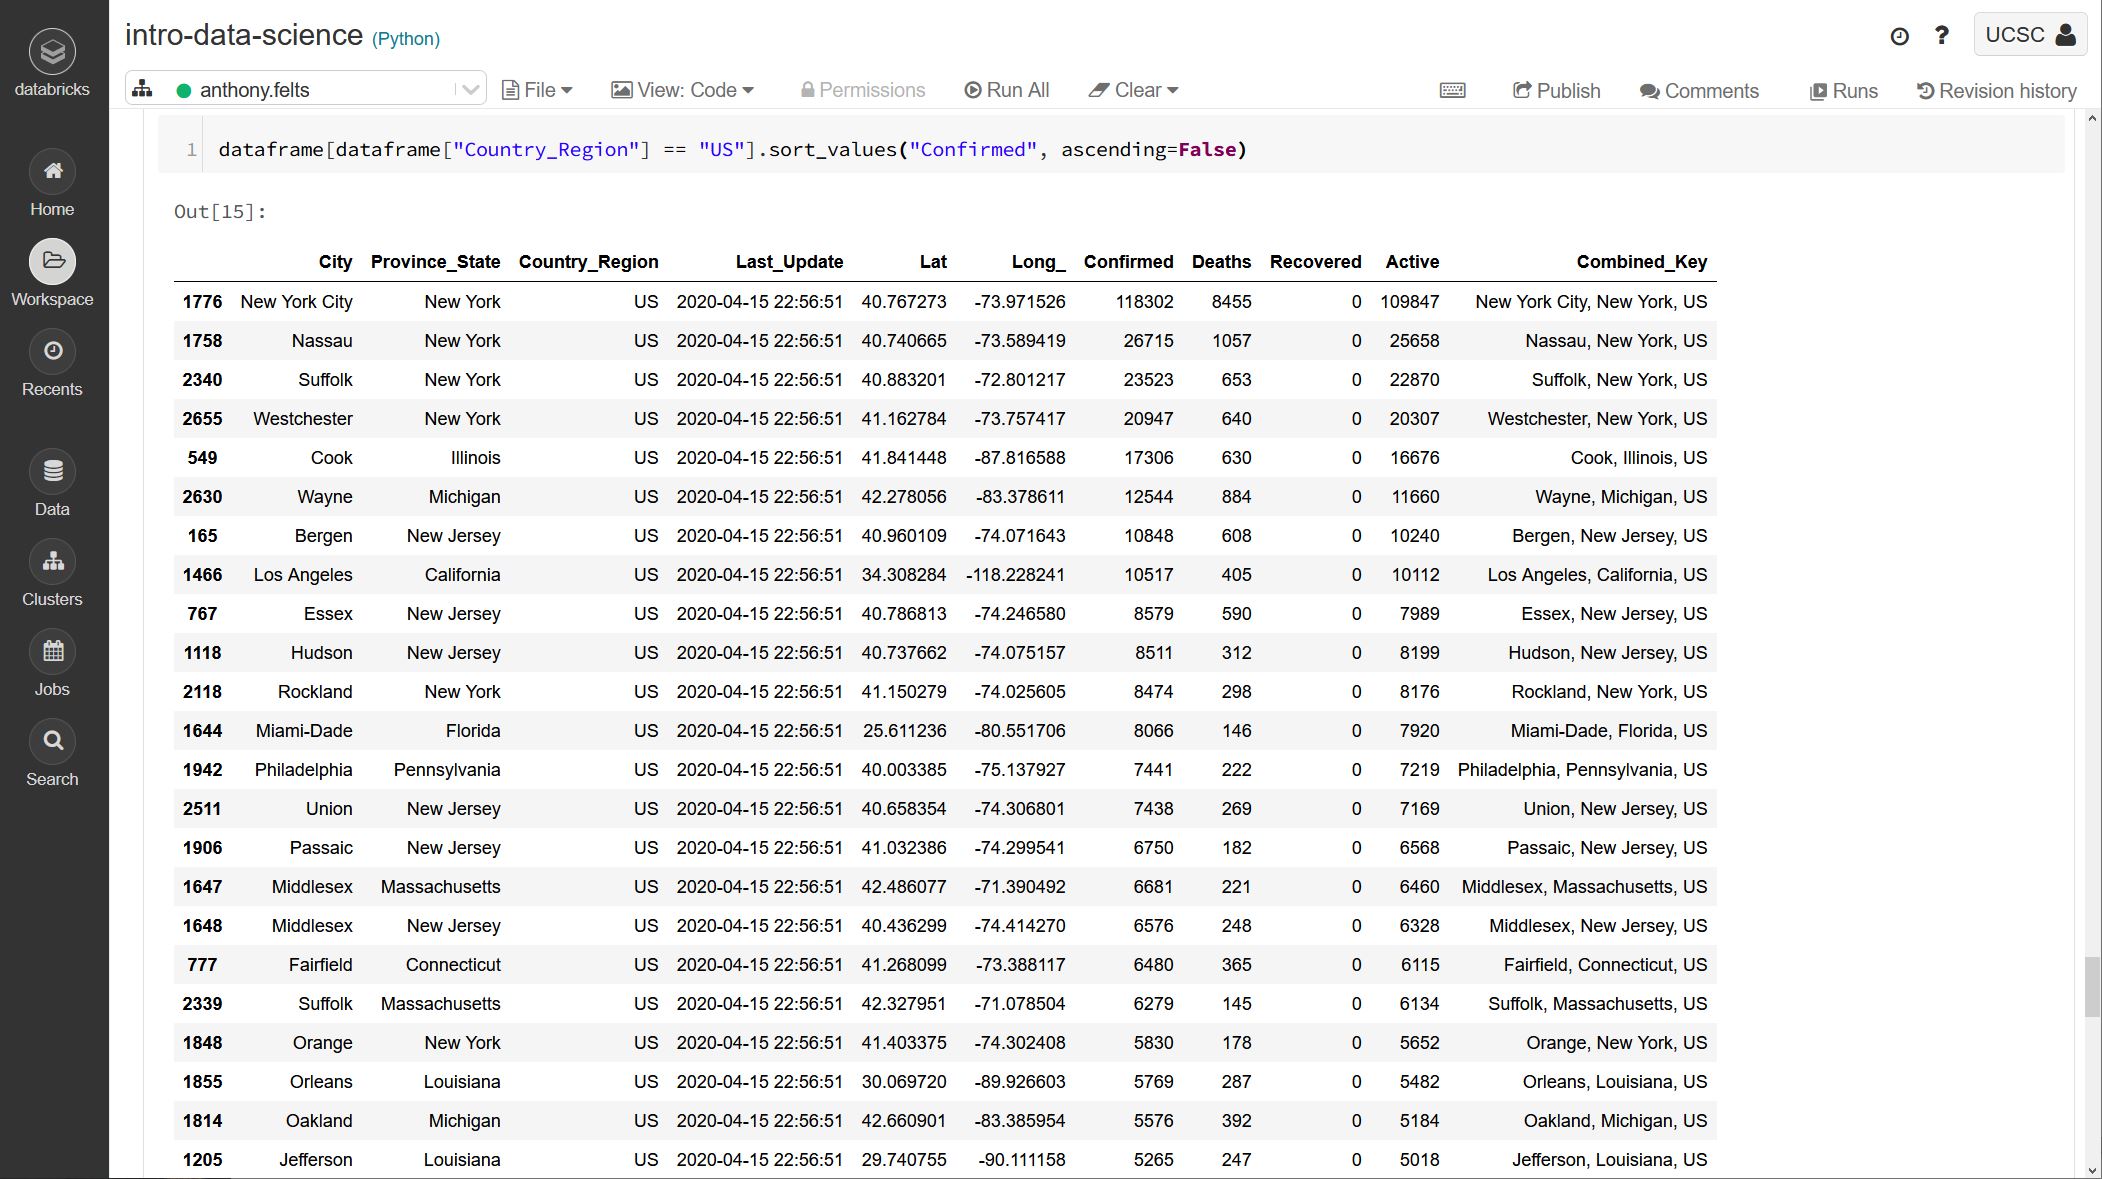 databricks
Home
Workspace
Recents
Data
Clusters
Jobs
Search
intro-data-science (Python)
? UCSC
anthony.felts File View: Code Permissions Run All Clear Publish Comments Runs Revision history
1 dataframe[dataframe["Country_Region"] == "US"].sort_values("Confirmed", ascending=False)
Out[15]:
City Province_State Country_Region Last_Update Lat Long_ Confirmed Deaths Recovered Active Combined_Key
1776 New York City New York US 2020-04-15 22:56:51 40.767273 -73.971526 118302 8455 0 109847 New York City, New York, US
1758 Nassau New York US 2020-04-15 22:56:51 40.740665 -73.589419 26715 1057 0 25658 Nassau, New York, US
2340 Suffolk New York US 2020-04-15 22:56:51 40.883201 -72.801217 23523 653 0 22870 Suffolk, New York, US
2655 Westchester New York US 2020-04-15 22:56:51 41.162784 -73.757417 20947 640 0 20307 Westchester, New York, US
549 Cook Illinois US 2020-04-15 22:56:51 41.841448 -87.816588 17306 630 0 16676 Cook, Illinois, US
2630 Wayne Michigan US 2020-04-15 22:56:51 42.278056 -83.378611 12544 884 0 11660 Wayne, Michigan, US
165 Bergen New Jersey US 2020-04-15 22:56:51 40.960109 -74.071643 10848 608 0 10240 Bergen, New Jersey, US
1466 Los Angeles California US 2020-04-15 22:56:51 34.308284 -118.228241 10517 405 0 10112 Los Angeles, California, US
767 Essex New Jersey US 2020-04-15 22:56:51 40.786813 -74.246580 8579 590 0 7989 Essex, New Jersey, US
1118 Hudson New Jersey US 2020-04-15 22:56:51 40.737662 -74.075157 8511 312 0 8199 Hudson, New Jersey, US
2118 Rockland New York US 2020-04-15 22:56:51 41.150279 -74.025605 8474 298 0 8176 Rockland, New York, US
1644 Miami-Dade Florida US 2020-04-15 22:56:51 25.611236 -80.551706 8066 146 0 7920 Miami-Dade, Florida, US
1942 Philadelphia Pennsylvania US 2020-04-15 22:56:51 40.003385 -75.137927 7441 222 0 7219 Philadelphia, Pennsylvania, US
2511 Union New Jersey US 2020-04-15 22:56:51 40.658354 -74.306801 7438 269 0 7169 Union, New Jersey, US
1906 Passaic New Jersey US 2020-04-15 22:56:51 41.032386 -74.299541 6750 182 0 6568 Passaic, New Jersey, US
1647 Middlesex Massachusetts US 2020-04-15 22:56:51 42.486077 -71.390492 6681 221 0 6460 Middlesex, Massachusetts, US
1648 Middlesex New Jersey US 2020-04-15 22:56:51 40.436299 -74.414270 6576 248 0 6328 Middlesex, New Jersey, US
777 Fairfield Connecticut US 2020-04-15 22:56:51 41.268099 -73.388117 6480 365 0 6115 Fairfield, Connecticut, US
2339 Suffolk Massachusetts US 2020-04-15 22:56:51 42.327951 -71.078504 6279 145 0 6134 Suffolk, Massachusetts, US
1848 Orange New York US 2020-04-15 22:56:51 41.403375 -74.302408 5830 178 0 5652 Orange, New York, US
1855 Orleans Louisiana US 2020-04-15 22:56:51 30.069720 -89.926603 5769 287 0 5482 Orleans, Louisiana, US
1814 Oakland Michigan US 2020-04-15 22:56:51 42.660901 -83.385954 5576 392 0 5184 Oakland, Michigan, US
1205 Jefferson Louisiana US 2020-04-15 22:56:51 29.740755 -90.111158 5265 247 0 5018 Jefferson, Louisiana, US